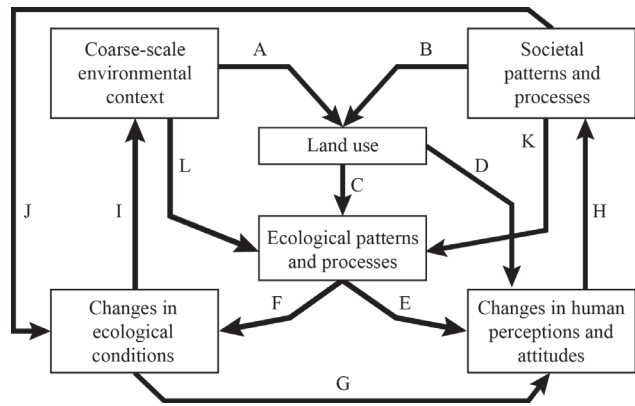 Coarse-scale
environmental
context
A
B
Societal
patterns and
processes
Land use
L
C
D
K
J
I
H
Ecological patterns
and processes
Changes in
ecological
conditions
F
E
Changes in human
perceptions and
attitudes
G